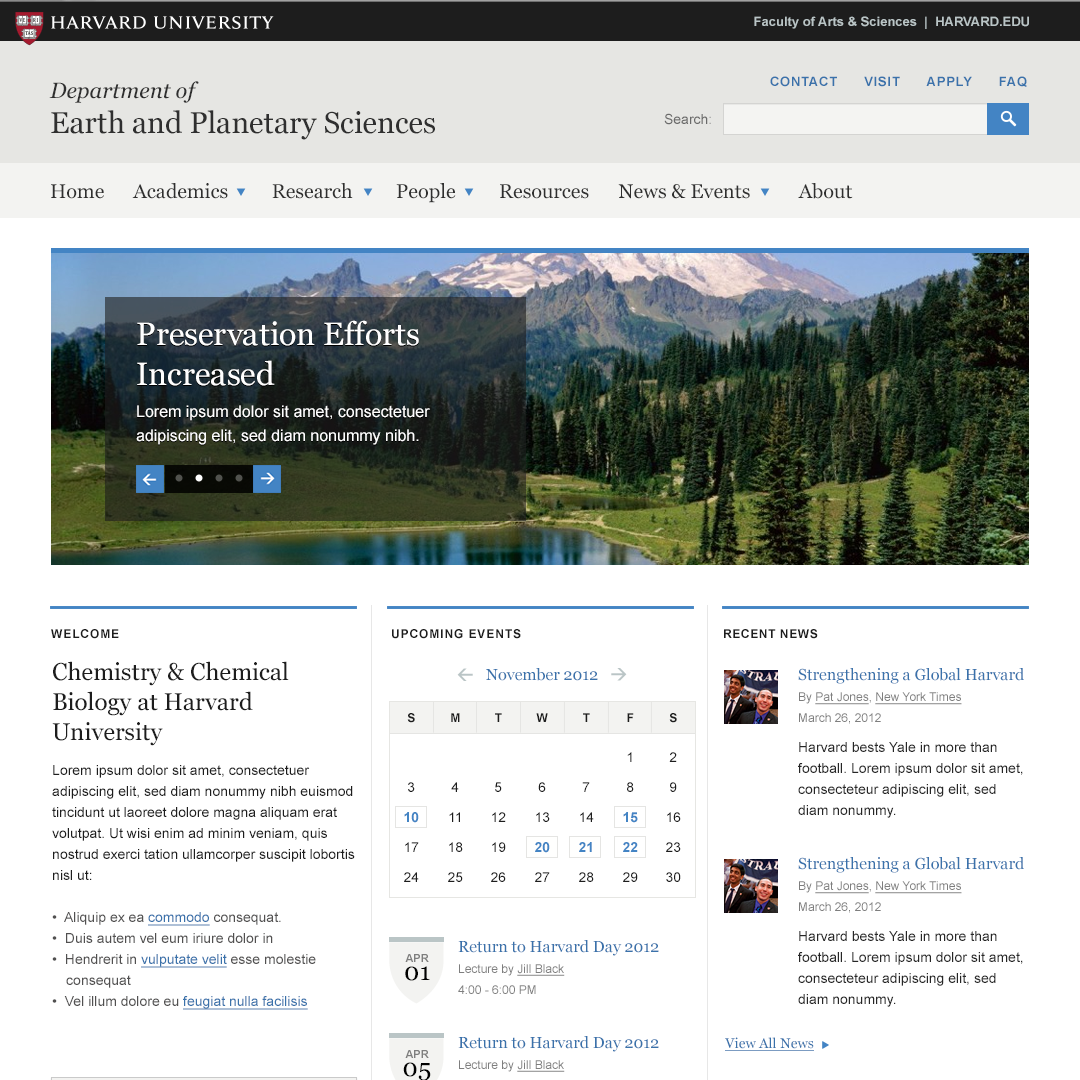 HARVARD UNIVERSITY
Faculty of Arts & Sciences | HARVARD.EDU
CONTACT VISIT APPLY FAQ
Department of
Earth and Planetary Sciences
Search:
Home Academics Research People Resources News & Events About
Preservation Efforts
Increased
Lorem ipsum dolor sit amet, consectetuer
adipiscing elit, sed diam nonummy nibh.
WELCOME
Chemistry & Chemical
Biology at Harvard
University
Lorem ipsum dolor sit amet, consectetuer
adipiscing elit, sed diam nonummy nibh euismod
tincidunt ut laoreet dolore magna aliquam erat
volutpat. Ut wisi enim ad minim veniam, quis
nostrud exerci tation ullamcorper suscipit lobortis
nisl ut:
• Aliquip ex ea commodo consequat.
• Duis autem vel eum iriure dolor in
• Hendrerit in vulputate velit esse molestie
consequat
• Vel illum dolore eu feugiat nulla facilisis
UPCOMING EVENTS
November 2012
S M T W T F S
1 2
3 4 5 6 7 8 9
10 11 12 13 14 15 16
17 18 19 20 21 22 23
24 25 26 27 28 29 30
APR
01
Return to Harvard Day 2012
Lecture by Jill Black
4:00 - 6:00 PM
APR
05
Return to Harvard Day 2012
Lecture by Jill Black
RECENT NEWS
Strengthening a Global Harvard
By Pat Jones, New York Times
March 26, 2012
Harvard bests Yale in more than
football. Lorem ipsum dolor sit amet,
consecteteur adipiscing elit, sed
diam nonummy.
Strengthening a Global Harvard
By Pat Jones, New York Times
March 26, 2012
Harvard bests Yale in more than
football. Lorem ipsum dolor sit amet,
consecteteur adipiscing elit, sed
diam nonummy.
View All News